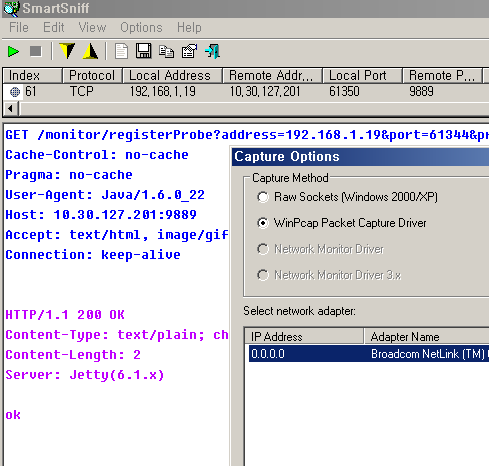 SmartSniff
File Edit View Options Help
Index Protocol Local Address Remote Addr... Local Port Remote P...
61 TCP 192,168,1,19 10,30,127,201 61350 9889
GET /monitor/registerProbe?address=192.168.1.19&port=61344&pr
Cache-Control: no-cache
Pragma: no-cache
User-Agent: Java/1.6.0_22
Host: 10.30.127.201:9889
Accept: text/html, image/gif
Connection: keep-alive
HTTP/1.1 200 OK
Content-Type: text/plain; ch
Content-Length: 2
Server: Jetty(6.1.x)
ok
Capture Options
Capture Method
Raw Sockets (Windows 2000/XP)
WinPcap Packet Capture Driver
Network Monitor Driver
Network Monitor Driver 3.x
Select network adapter:
IP Address Adapter Name
0.0.0.0 Broadcom NetLink (TM)